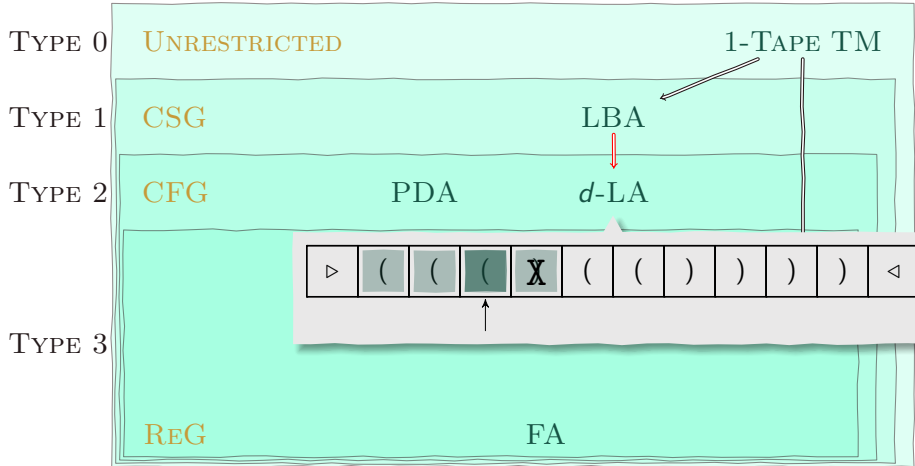 TYPE 0 UNRESTRICTED 1-TAPE TM
TYPE 1 CSG LBA
TYPE 2 CFG PDA d-LA
▷ ( ( ( X ( ( ) ) ) ) ◁
TYPE 3
REG FA